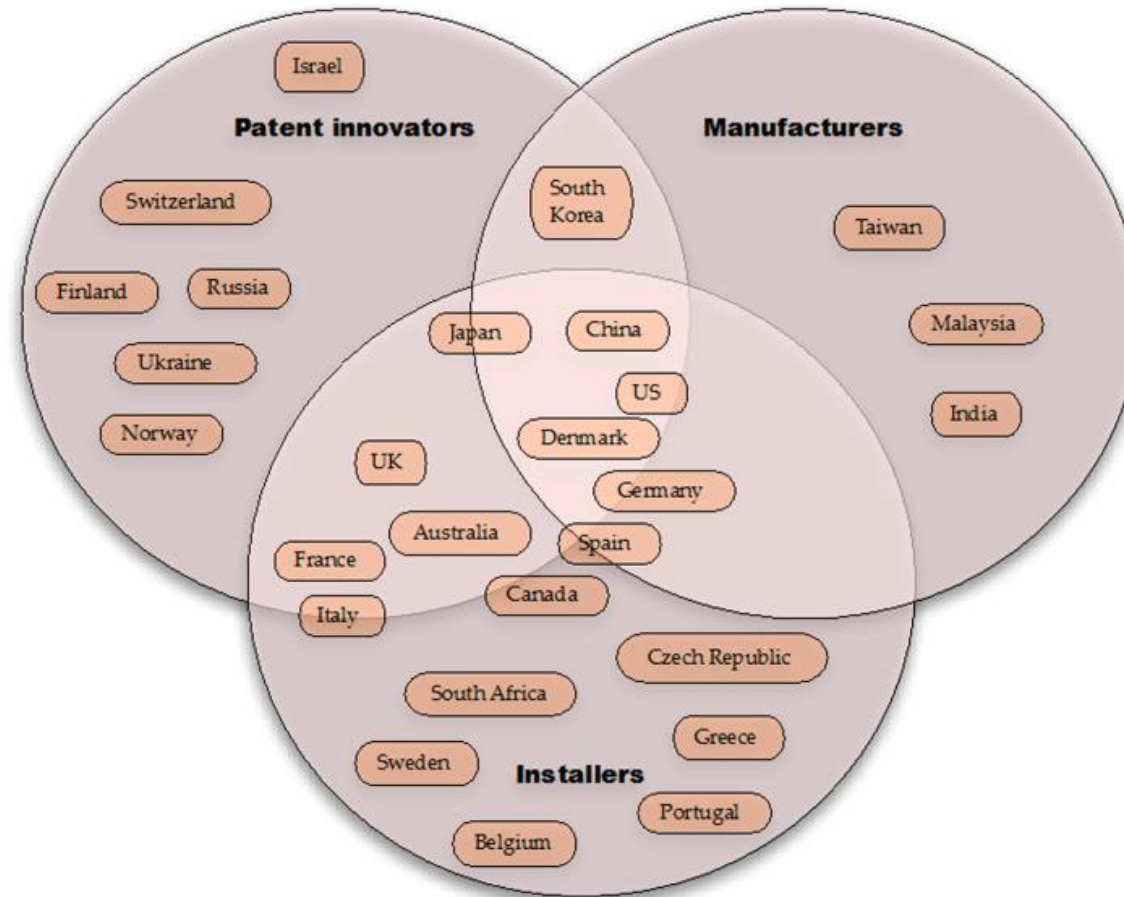 Israel
Patent innovators
Manufacturers
South
Korea
Switzerland
Taiwan
Finland
Russia
Japan
China
Malaysia
Ukraine
US
India
Norway
Denmark
UK
Germany
Australia
Spain
France
Canada
Italy
Czech Republic
South Africa
Greece
Sweden
Installers
Portugal
Belgium